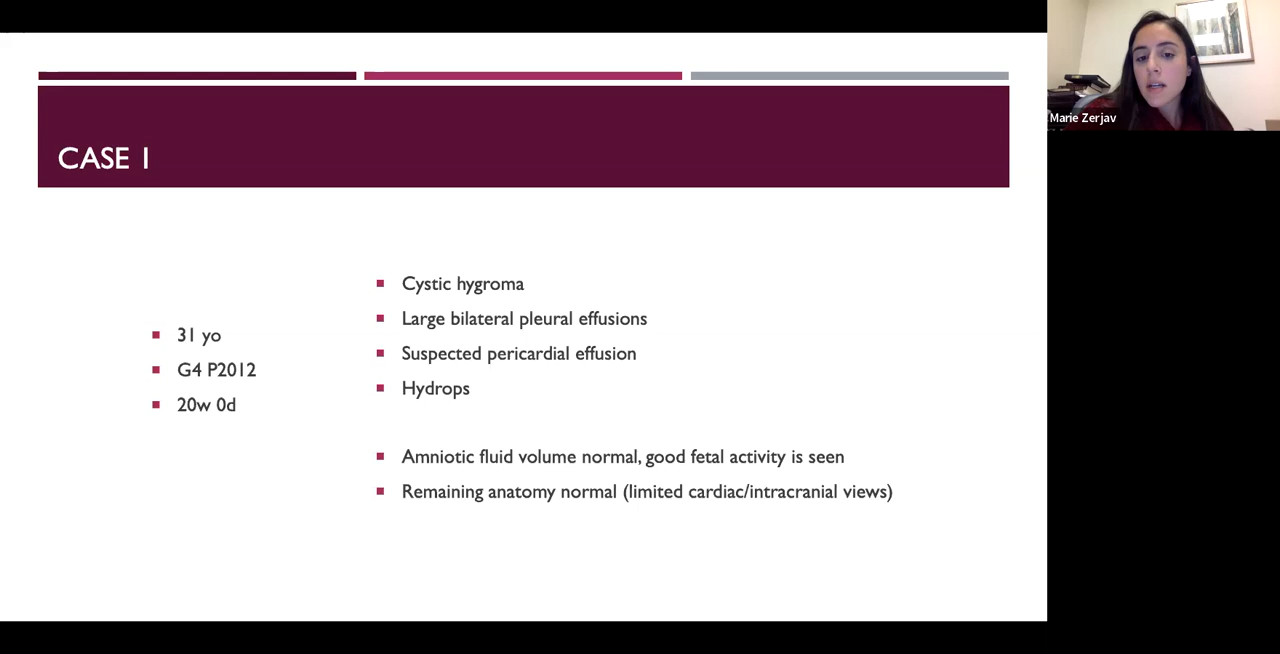 CASE 1
31 yo
G4 P2012
20w 0d
Cystic hygroma
Large bilateral pleural effusions
Suspected pericardial effusion
Hydrops
Amniotic fluid volume normal, good fetal activity is seen
Remaining anatomy normal (limited cardiac/intracranial views)
Marie Zerjav